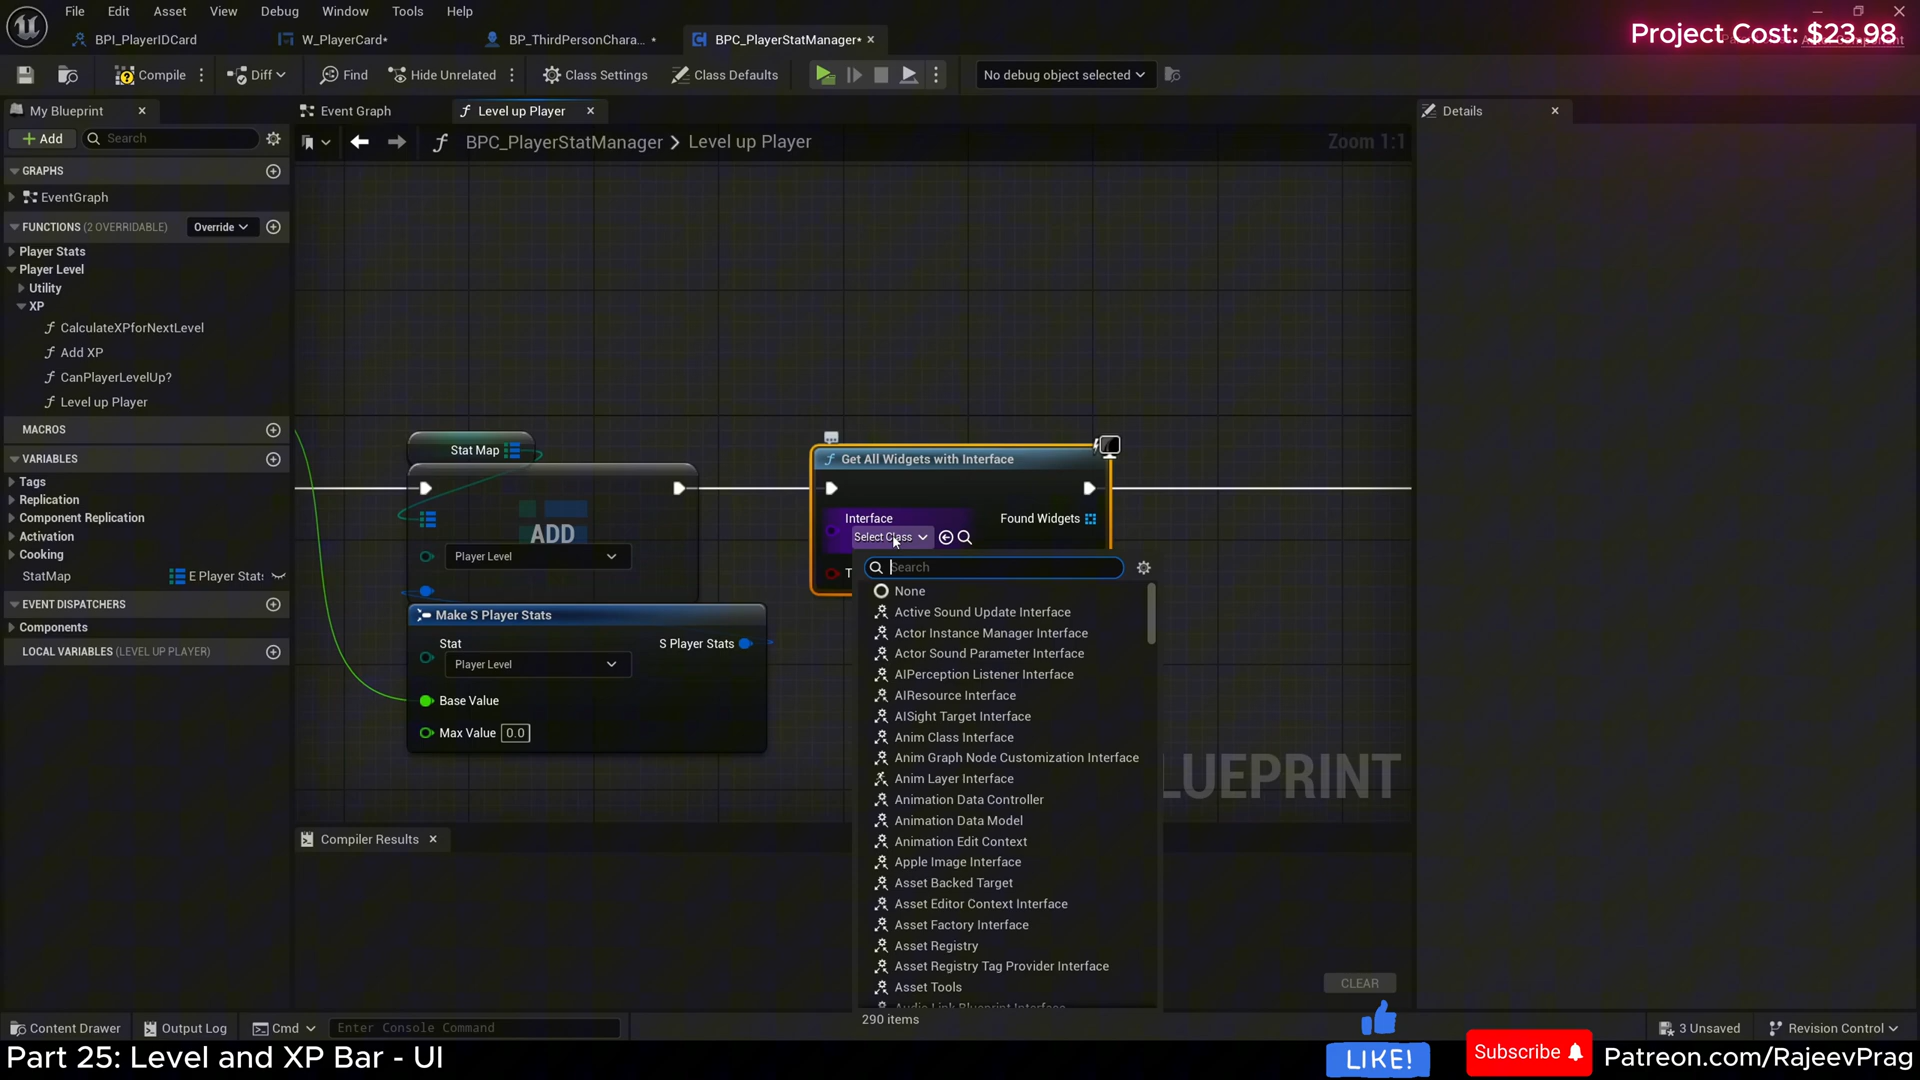 File Edit Asset View Debug Window Tools Help
Project Cost: $23.98
BPI_PlayerIDCard W_PlayerCard* BP_ThirdPersonChara... * BPC_PlayerStatManager*
Compile Diff Find Hide Unrelated Class Settings Class Defaults No debug object selected
My Blueprint Event Graph Level up Player Details
Add Search BPC_PlayerStatManager > Level up Player Zoom 1:1
GRAPHS
EventGraph
FUNCTIONS (2 OVERRIDABLE) Override
Player Stats
Player Level
Utility
XP
CalculateXPforNextLevel
Add XP
CanPlayerLevelUp?
Level up Player
MACROS
VARIABLES
Tags
Replication
Component Replication
Activation
Cooking
StatMap E Player Stat:
EVENT DISPATCHERS
Components
LOCAL VARIABLES (LEVEL UP PLAYER)
Stat Map
ADD
Player Level
Make S Player Stats
Stat S Player Stats
Player Level
Base Value
Max Value 0.0
Get All Widgets with Interface
Interface Found Widgets
Select Class
T
Search
None
Active Sound Update Interface
Actor Instance Manager Interface
Actor Sound Parameter Interface
AIPerception Listener Interface
AIResource Interface
AISight Target Interface
Anim Class Interface
Anim Graph Node Customization Interface
Anim Layer Interface
Animation Data Controller
Animation Data Model
Animation Edit Context
Apple Image Interface
Asset Backed Target
Asset Editor Context Interface
Asset Factory Interface
Asset Registry
Asset Registry Tag Provider Interface
Asset Tools
Audio Link Blueprint Interface
290 items
LUEPRINT
Compiler Results
CLEAR
Content Drawer Output Log Cmd Enter Console Command 3 Unsaved Revision Control
Part 25: Level and XP Bar - UI LIKE! Subscribe Patreon.com/RajeevPrag